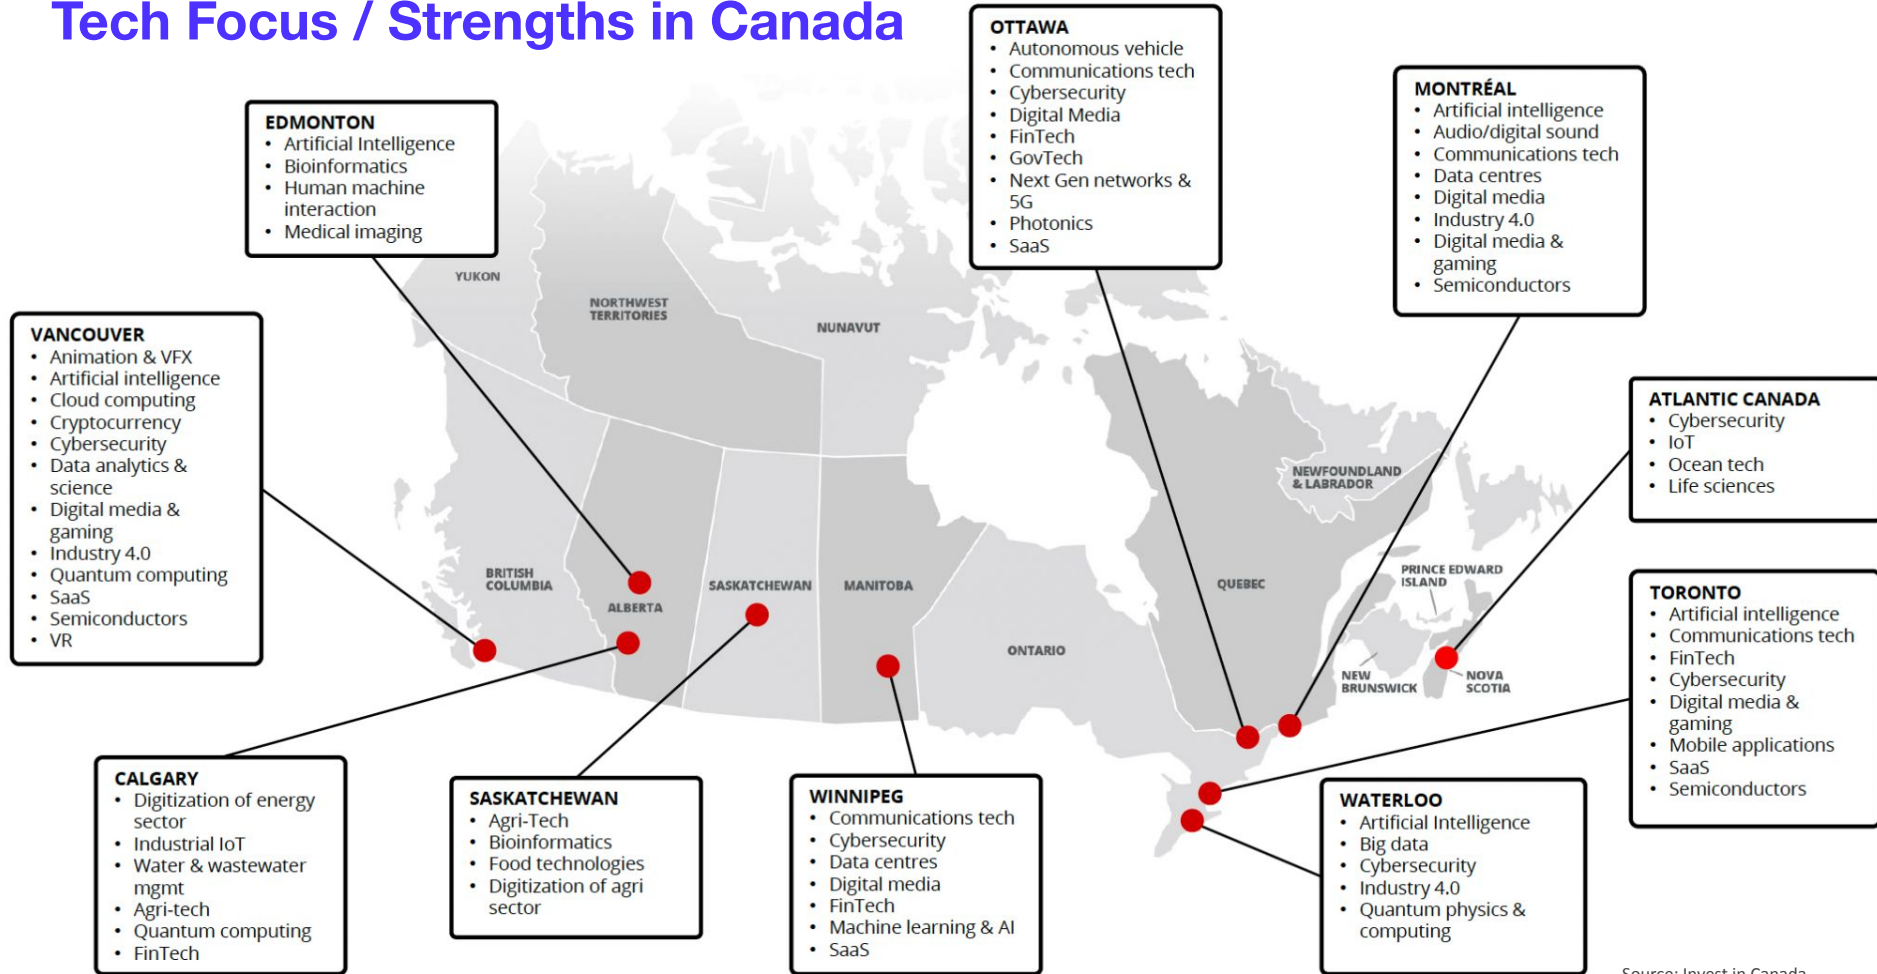 Tech Focus / Strengths in Canada
OTTAWA
• Autonomous vehicle
• Communications tech
• Cybersecurity
• Digital Media
• FinTech
• GovTech
• Next Gen networks &
5G
• Photonics
• SaaS
MONTRÉAL
• Artificial intelligence
• Audio/digital sound
• Communications tech
• Data centres
• Digital media
• Industry 4.0
• Digital media &
gaming
• Semiconductors
EDMONTON
• Artificial Intelligence
• Bioinformatics
• Human machine
interaction
• Medical imaging
VANCOUVER
• Animation & VFX
• Artificial intelligence
• Cloud computing
• Cryptocurrency
• Cybersecurity
• Data analytics &
science
• Digital media &
gaming
• Industry 4.0
• Quantum computing
• SaaS
• Semiconductors
• VR
YUKON
NORTHWEST
TERRITORIES
NUNAVUT
BRITISH
COLUMBIA
ALBERTA
SASKATCHEWAN
MANITOBA
ONTARIO
QUEBEC
NEWFOUNDLAND
& LABRADOR
PRINCE EDWARD
ISLAND
NEW
BRUNSWICK
NOVA
SCOTIA
ATLANTIC CANADA
• Cybersecurity
• IoT
• Ocean tech
• Life sciences
TORONTO
• Artificial intelligence
• Communications tech
• FinTech
• Cybersecurity
• Digital media &
gaming
• Mobile applications
• SaaS
• Semiconductors
CALGARY
• Digitization of energy
sector
• Industrial IoT
• Water & wastewater
mgmt
• Agri-tech
• Quantum computing
• FinTech
SASKATCHEWAN
• Agri-Tech
• Bioinformatics
• Food technologies
• Digitization of agri
sector
WINNIPEG
• Communications tech
• Cybersecurity
• Data centres
• Digital media
• FinTech
• Machine learning & AI
• SaaS
WATERLOO
• Artificial Intelligence
• Big data
• Cybersecurity
• Industry 4.0
• Quantum physics &
computing
Source: Invest in Canada